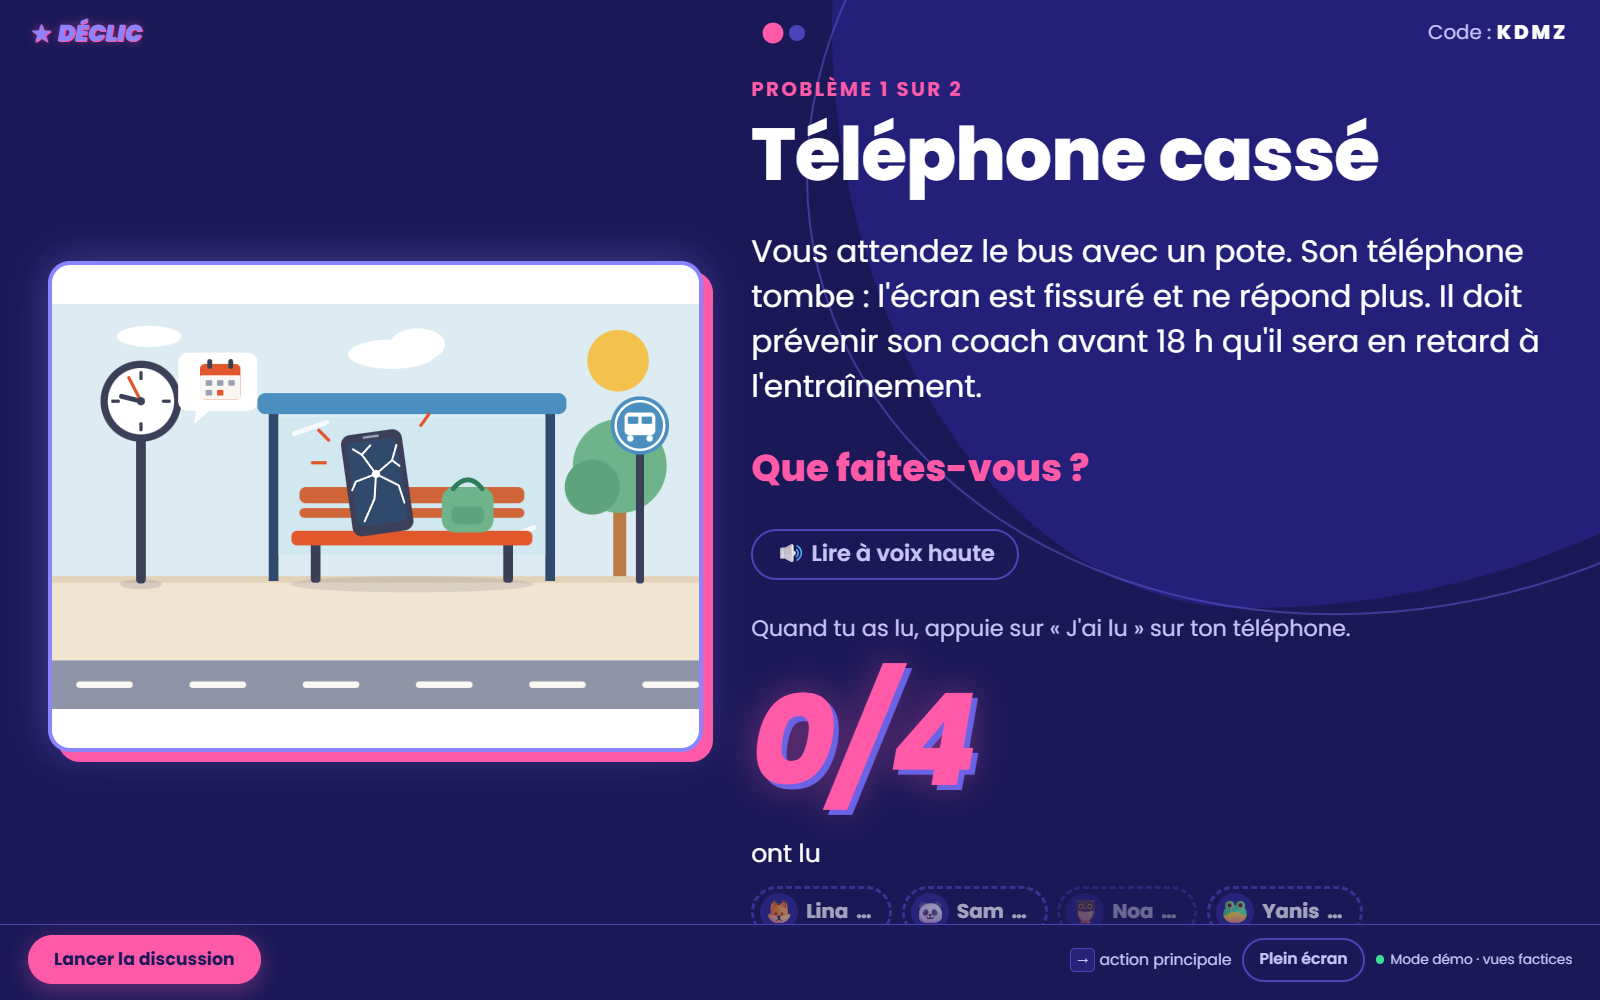 ★ DÉCLIC
Code : KDMZ
PROBLÈME 1 SUR 2
Téléphone cassé
Vous attendez le bus avec un pote. Son téléphone
tombe : l'écran est fissuré et ne répond plus. Il doit
prévenir son coach avant 18 h qu'il sera en retard à
l'entraînement.
Que faites-vous ?
Lire à voix haute
Quand tu as lu, appuie sur « J'ai lu » sur ton téléphone.
0/4
ont lu
Lina ...
Sam ...
Noa ...
Yanis ...
Lancer la discussion
→ action principale
Plein écran
Mode démo · vues factices